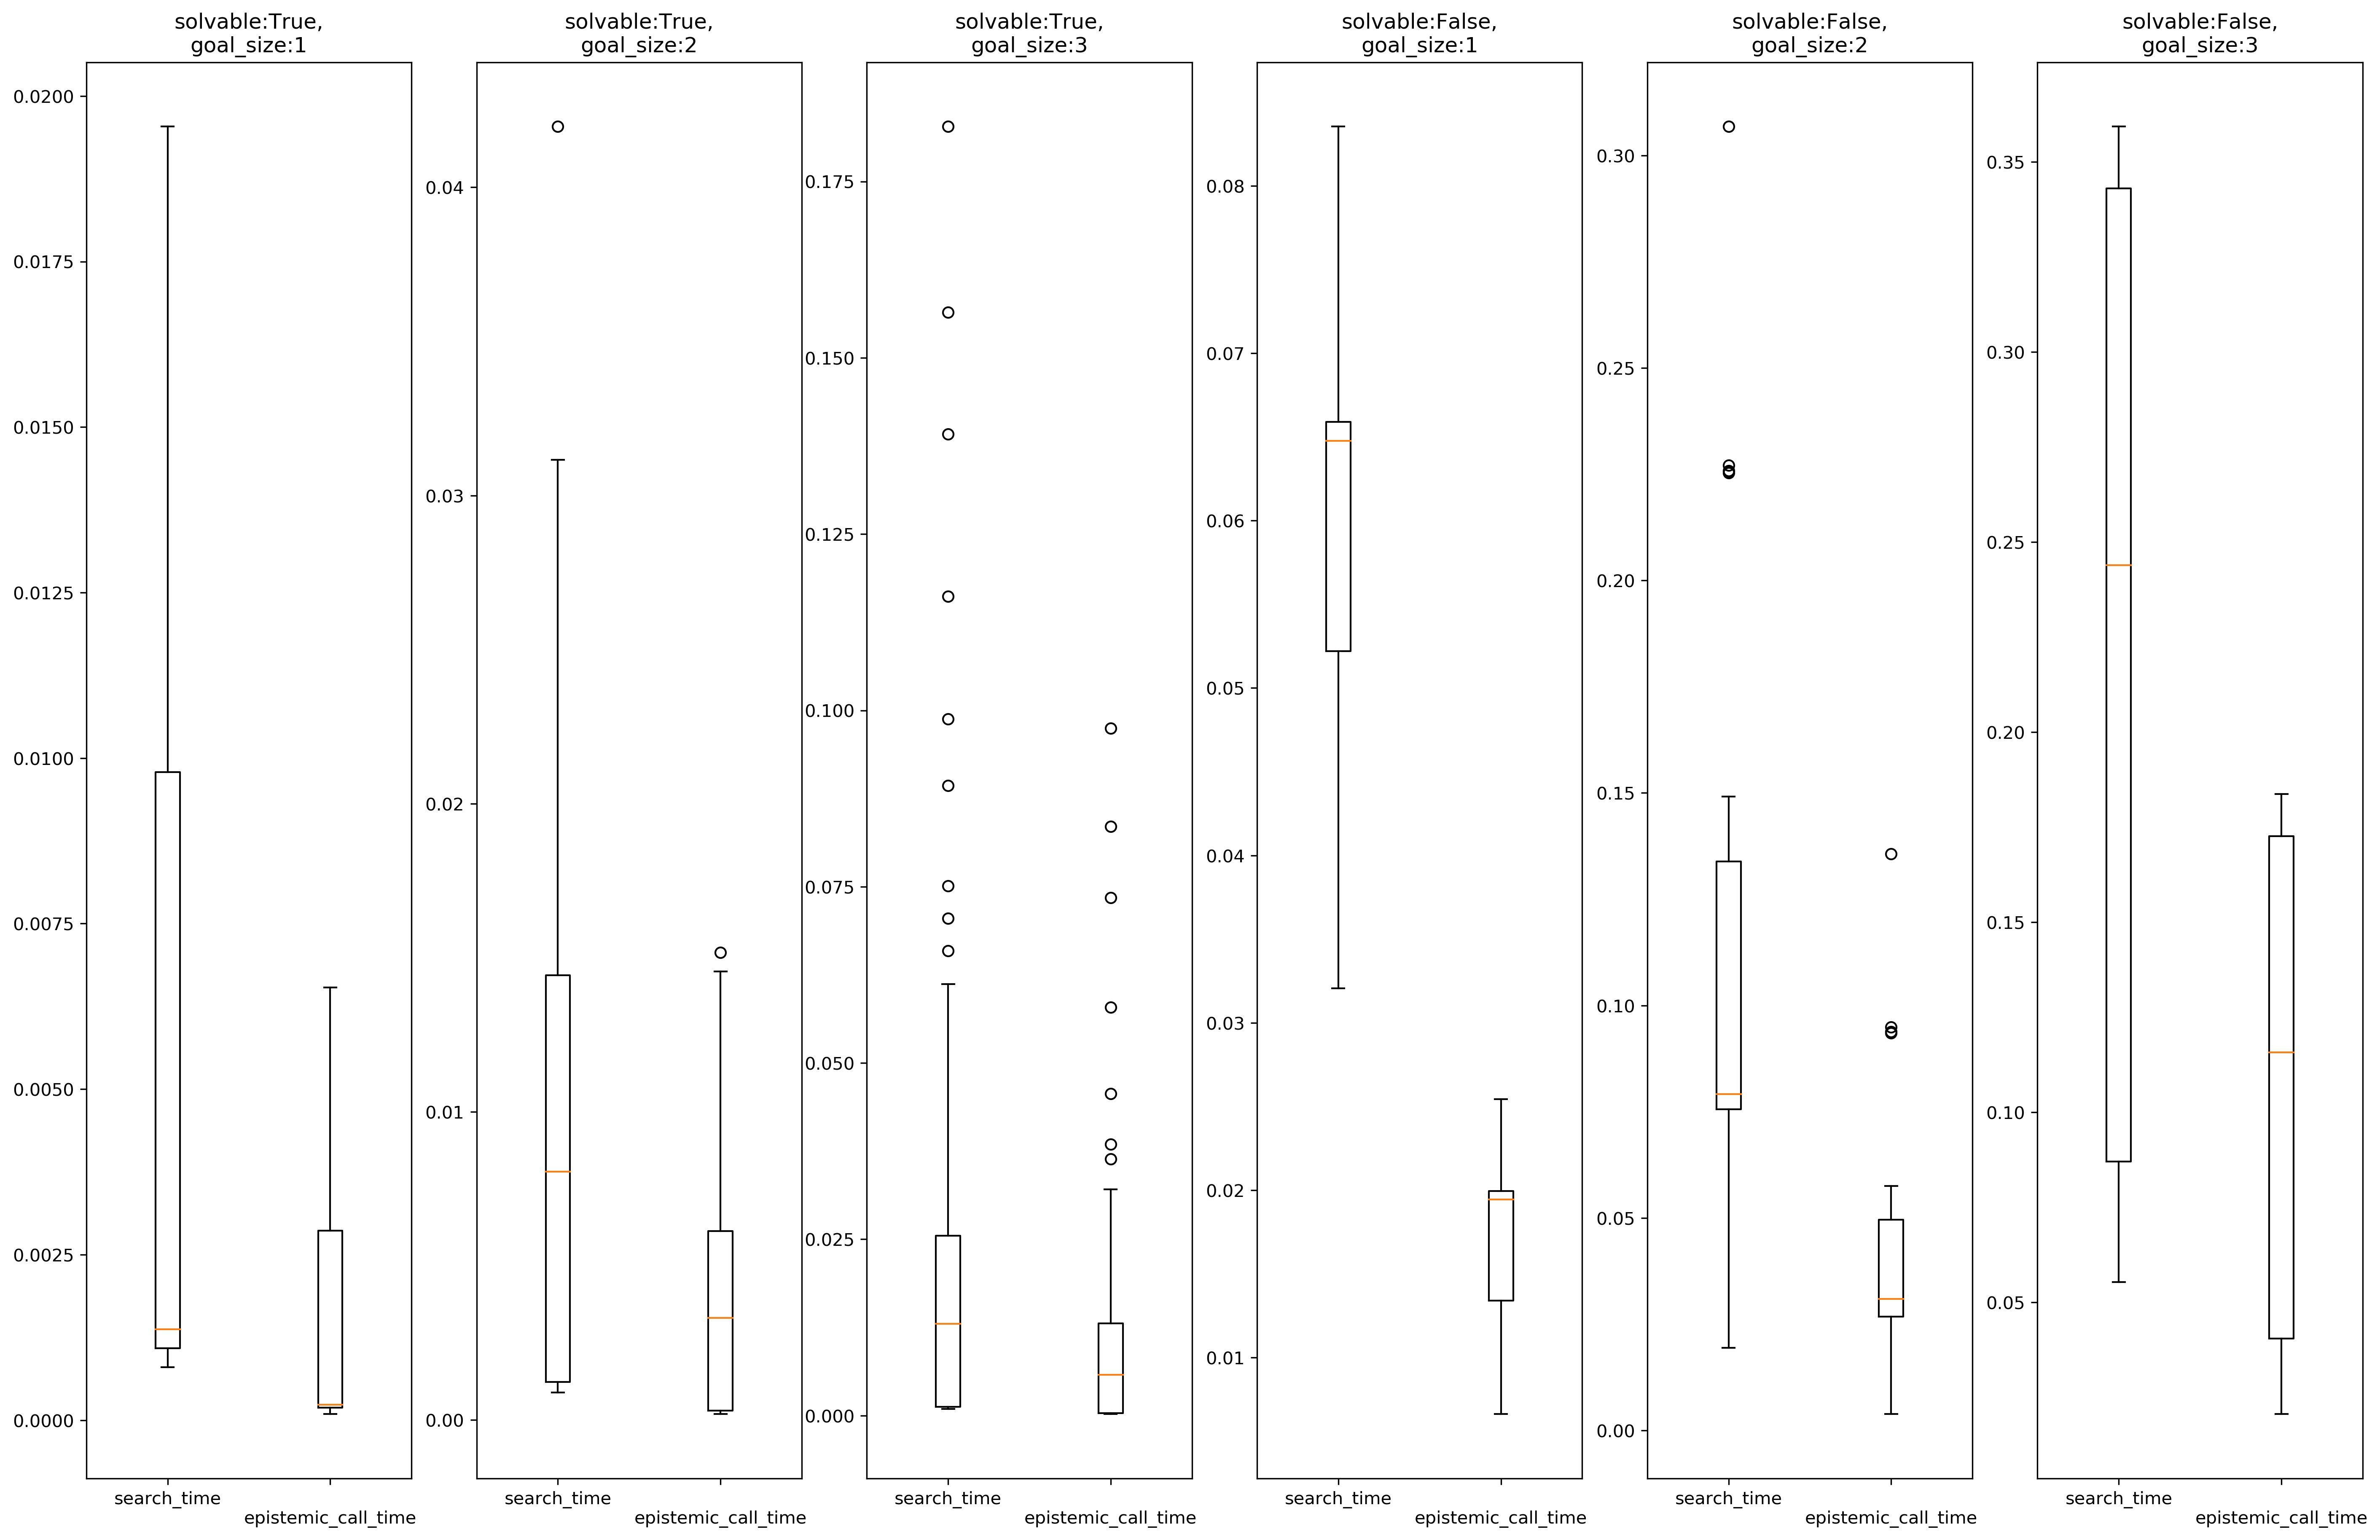 solvable:True,
goal_size:1
0.0200
0.0175
0.0150
0.0125
0.0100
0.0075
0.0050
0.0025
0.0000
search_time
epistemic_call_time
solvable:True,
goal_size:2
0.04
0.03
0.02
0.01
0.00
search_time
epistemic_call_time
solvable:True,
goal_size:3
0.175
0.150
0.125
0.100
0.075
0.050
0.025
0.000
search_time
epistemic_call_time
solvable:False,
goal_size:1
0.08
0.07
0.06
0.05
0.04
0.03
0.02
0.01
search_time
epistemic_call_time
solvable:False,
goal_size:2
0.30
0.25
0.20
0.15
0.10
0.05
0.00
search_time
epistemic_call_time
solvable:False,
goal_size:3
0.35
0.30
0.25
0.20
0.15
0.10
0.05
search_time
epistemic_call_time